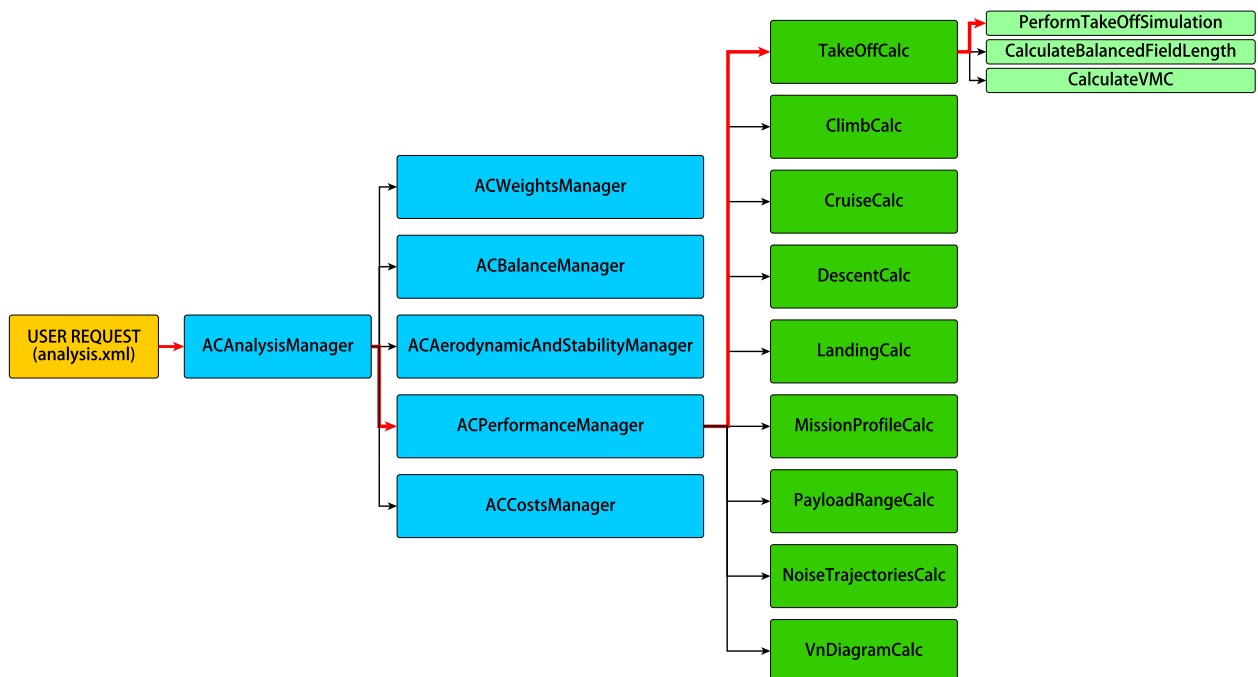 USER REQUEST
(analysis.xml)
ACAnalysisManager
ACWeightsManager
ACBalanceManager
ACAerodynamicAndStabilityManager
ACPerformanceManager
ACCostsManager
TakeOffCalc
ClimbCalc
CruiseCalc
DescentCalc
LandingCalc
MissionProfileCalc
PayloadRangeCalc
NoiseTrajectoriesCalc
VnDiagramCalc
PerformTakeOffSimulation
CalculateBalancedFieldLength
CalculateVMC